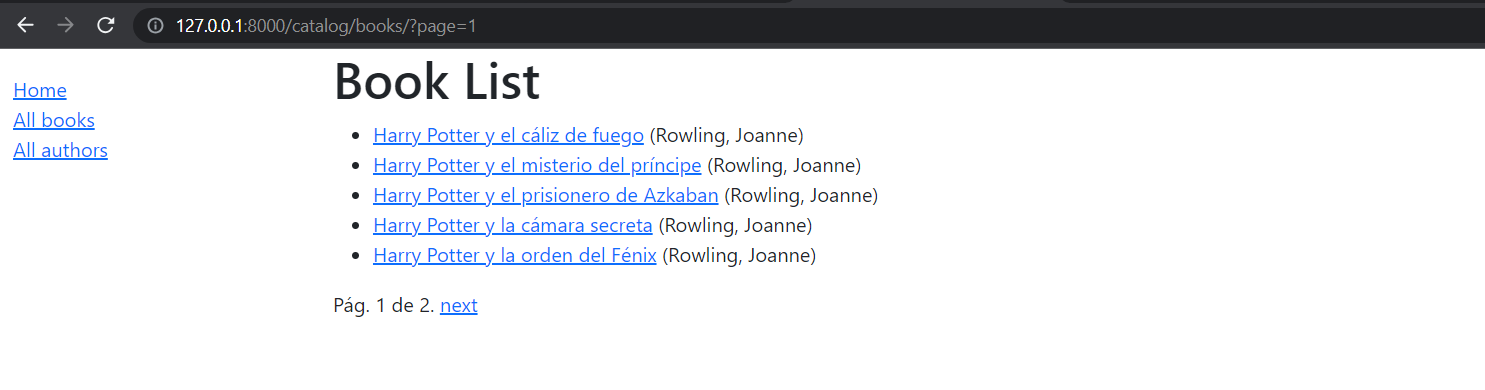 127.0.0.1:8000/catalog/books/?page=1
Home
All books
All authors
Book List
Harry Potter y el cáliz de fuego (Rowling, Joanne)
Harry Potter y el misterio del príncipe (Rowling, Joanne)
Harry Potter y el prisionero de Azkaban (Rowling, Joanne)
Harry Potter y la cámara secreta (Rowling, Joanne)
Harry Potter y la orden del Fénix (Rowling, Joanne)
Pág. 1 de 2. next